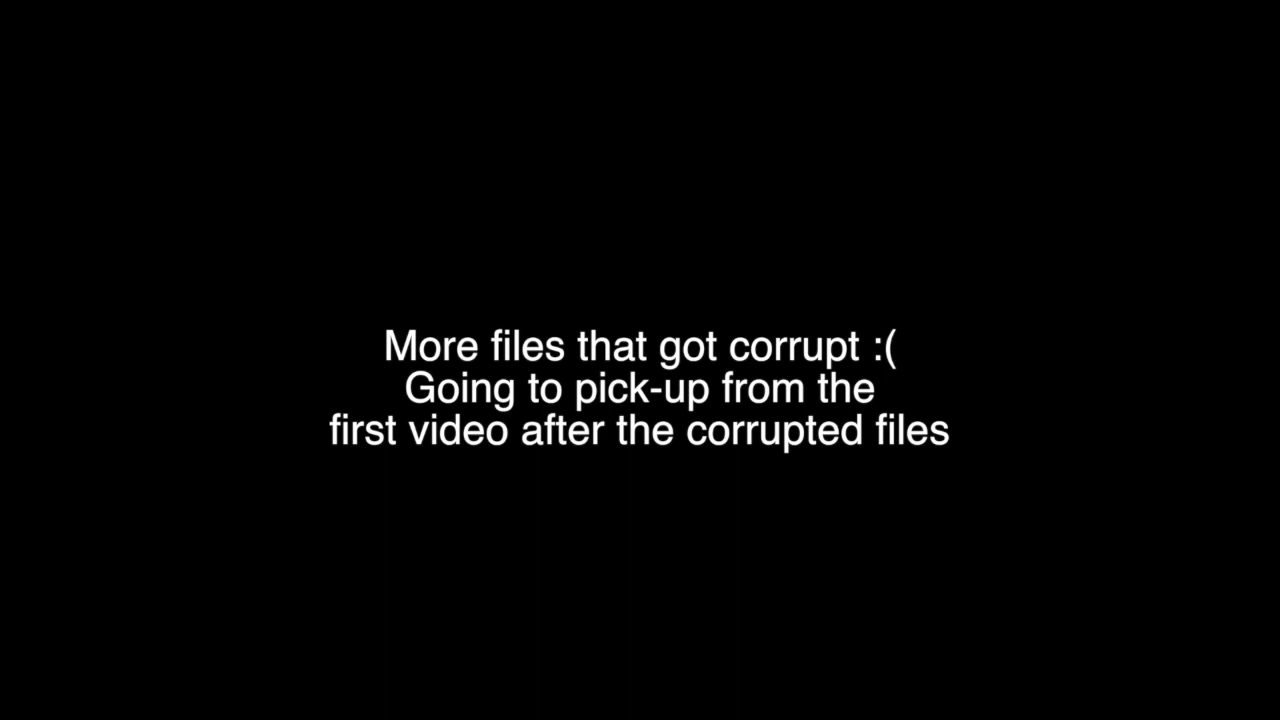 More files that got corrupt :(
Going to pick-up from the
first video after the corrupted files